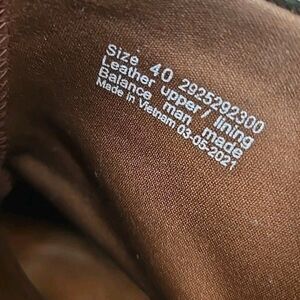 Size 40 2925292300
Leather upper/ lining
Balance man made
Made in Vietnam 03-05-2021